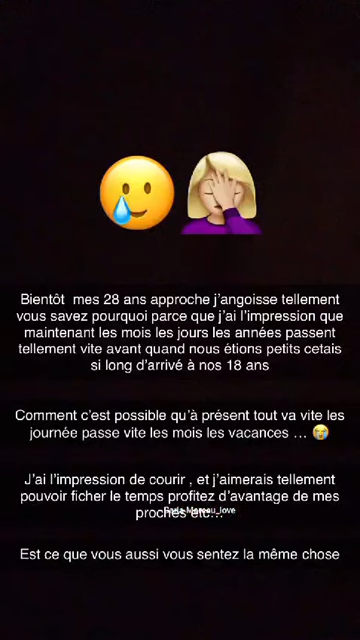 Bientôt mes 28 ans approche j'angoisse tellement
vous savez pourquoi parce que j'ai l'impression que
maintenant les mois les jours les années passent
tellement vite avant quand nous étions petits cetais
si long d'arrivé à nos 18 ans
Comment c'est possible qu'à présent tout va vite les
journée passe vite les mois les vacances … 😭
J'ai l'impression de courir , et j'aimerais tellement
pouvoir ficher le temps profitez d'avantage de mes
proches etc…
Est ce que vous aussi vous sentez la même chose